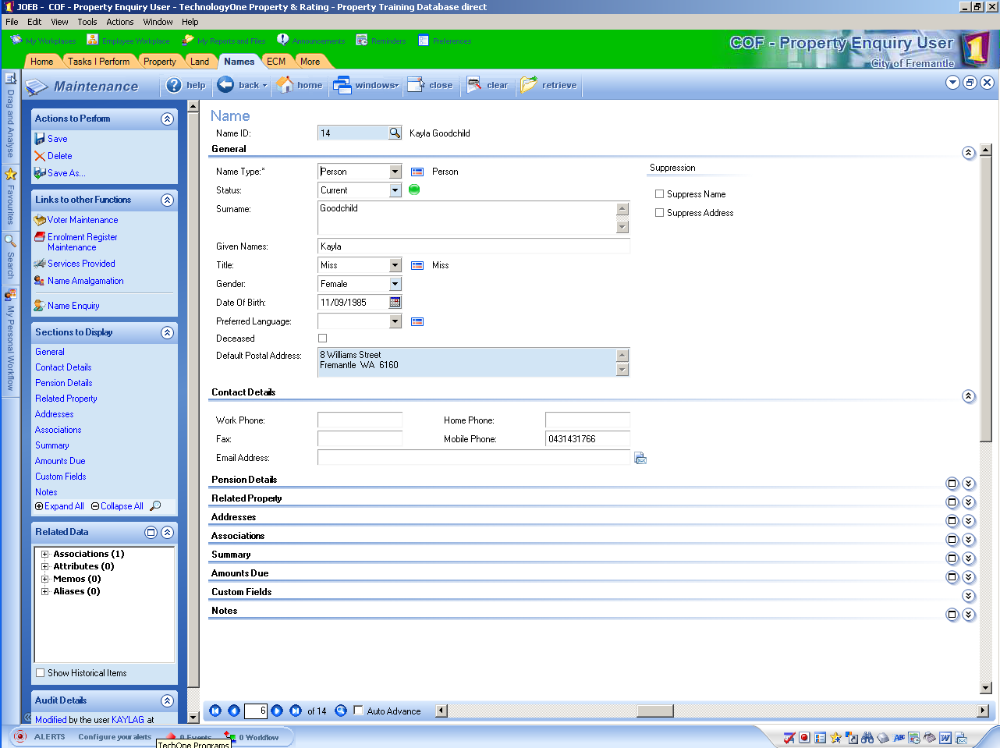 JOEB - COF - Property Enquiry User - TechnologyOne Property & Rating - Property Training Database direct
File Edit View Tools Actions Window Help
My Workplaces Employee Workplace My Reports and Files Announcements Reminders Preferences
COF - Property Enquiry User
City of Fremantle
Home Tasks I Perform Property Land Names ECM More
Maintenance help back home windows close clear retrieve
Drag and Analyse
Favourites
Search
My Personal Workflow
Actions to Perform
Save
Delete
Save As...
Links to other Functions
Voter Maintenance
Enrolment Register
Maintenance
Services Provided
Name Amalgamation
Name Enquiry
Sections to Display
General
Contact Details
Pension Details
Related Property
Addresses
Associations
Summary
Amounts Due
Custom Fields
Notes
Expand All Collapse All
Related Data
Associations (1)
Attributes (0)
Memos (0)
Aliases (0)
Show Historical Items
Audit Details
Modified by the user KAYLAG at
Name
Name ID: 14 Kayla Goodchild
General
Name Type:* Person Person
Status: Current
Surname: Goodchild
Given Names: Kayla
Title: Miss Miss
Gender: Female
Date Of Birth: 11/09/1985
Preferred Language:
Deceased
Default Postal Address: 8 Williams Street
Fremantle WA 6160
Suppression
Suppress Name
Suppress Address
Contact Details
Work Phone: Home Phone:
Fax: Mobile Phone: 0431431766
Email Address:
Pension Details
Related Property
Addresses
Associations
Summary
Amounts Due
Custom Fields
Notes
6 of 14 Auto Advance
ALERTS Configure your alerts 0 Events 0 Workflow
TechOne Programs